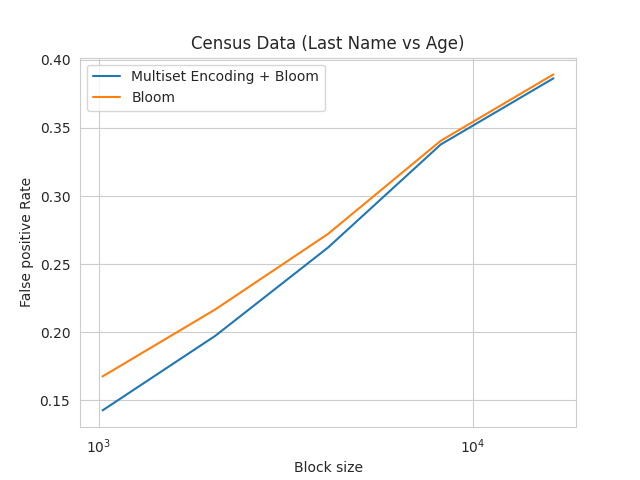 Census Data (Last Name vs Age)
Multiset Encoding + Bloom
Bloom
False positive Rate
0.40
0.35
0.30
0.25
0.20
0.15
10³
10⁴
Block size